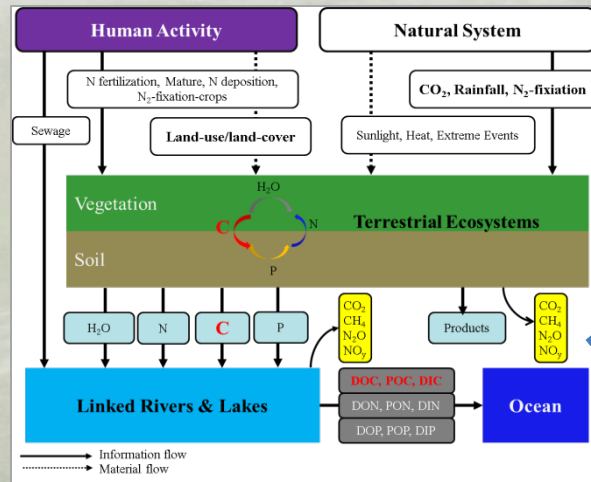 Human Activity
Natural System
N fertilization, Mature, N deposition,
N2-fixation-crops
CO2, Rainfall, N2-fixiation
Sewage
Land-use/land-cover
Sunlight, Heat, Extreme Events
Vegetation
H2O
C
N
Terrestrial Ecosystems
Soil
P
H2O
N
C
P
CO2
CH4
N2O
NOy
Products
CO2
CH4
N2O
NOy
Linked Rivers & Lakes
DOC, POC, DIC
DON, PON, DIN
DOP, POP, DIP
Ocean
Information flow
Material flow